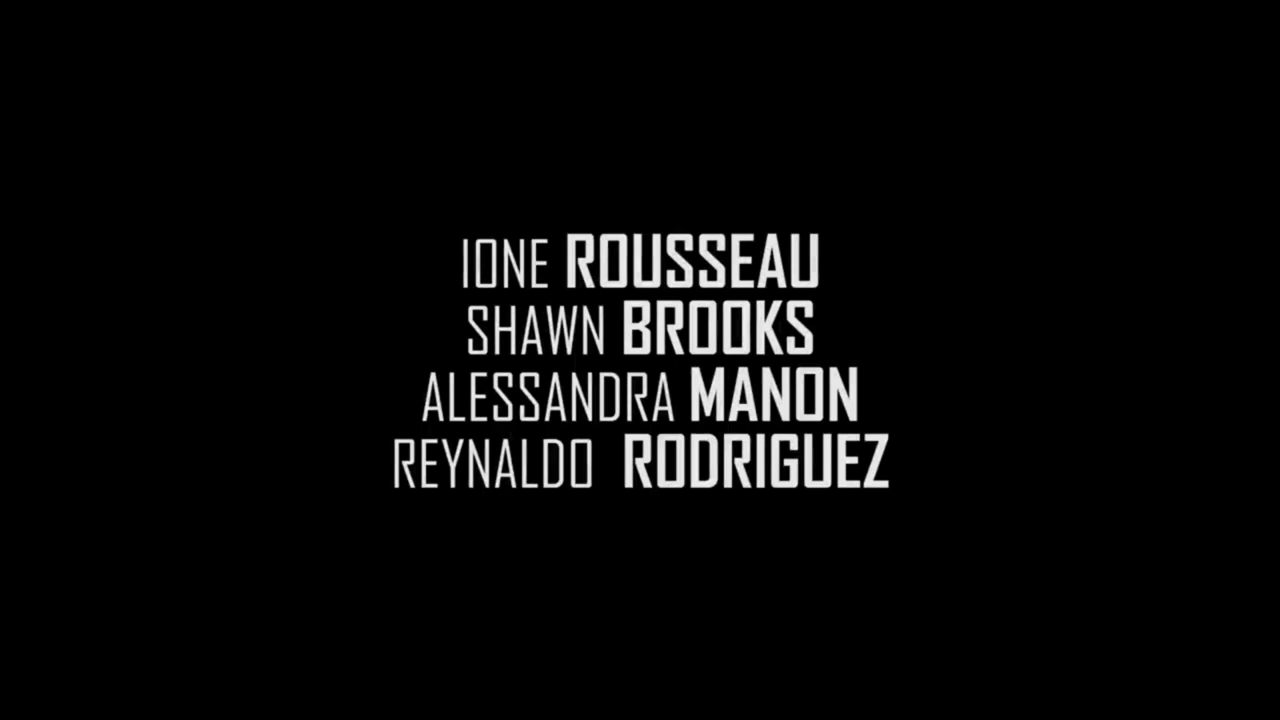 IONE ROUSSEAU
SHAWN BROOKS
ALESSANDRA MANON
REYNALDO RODRIGUEZ